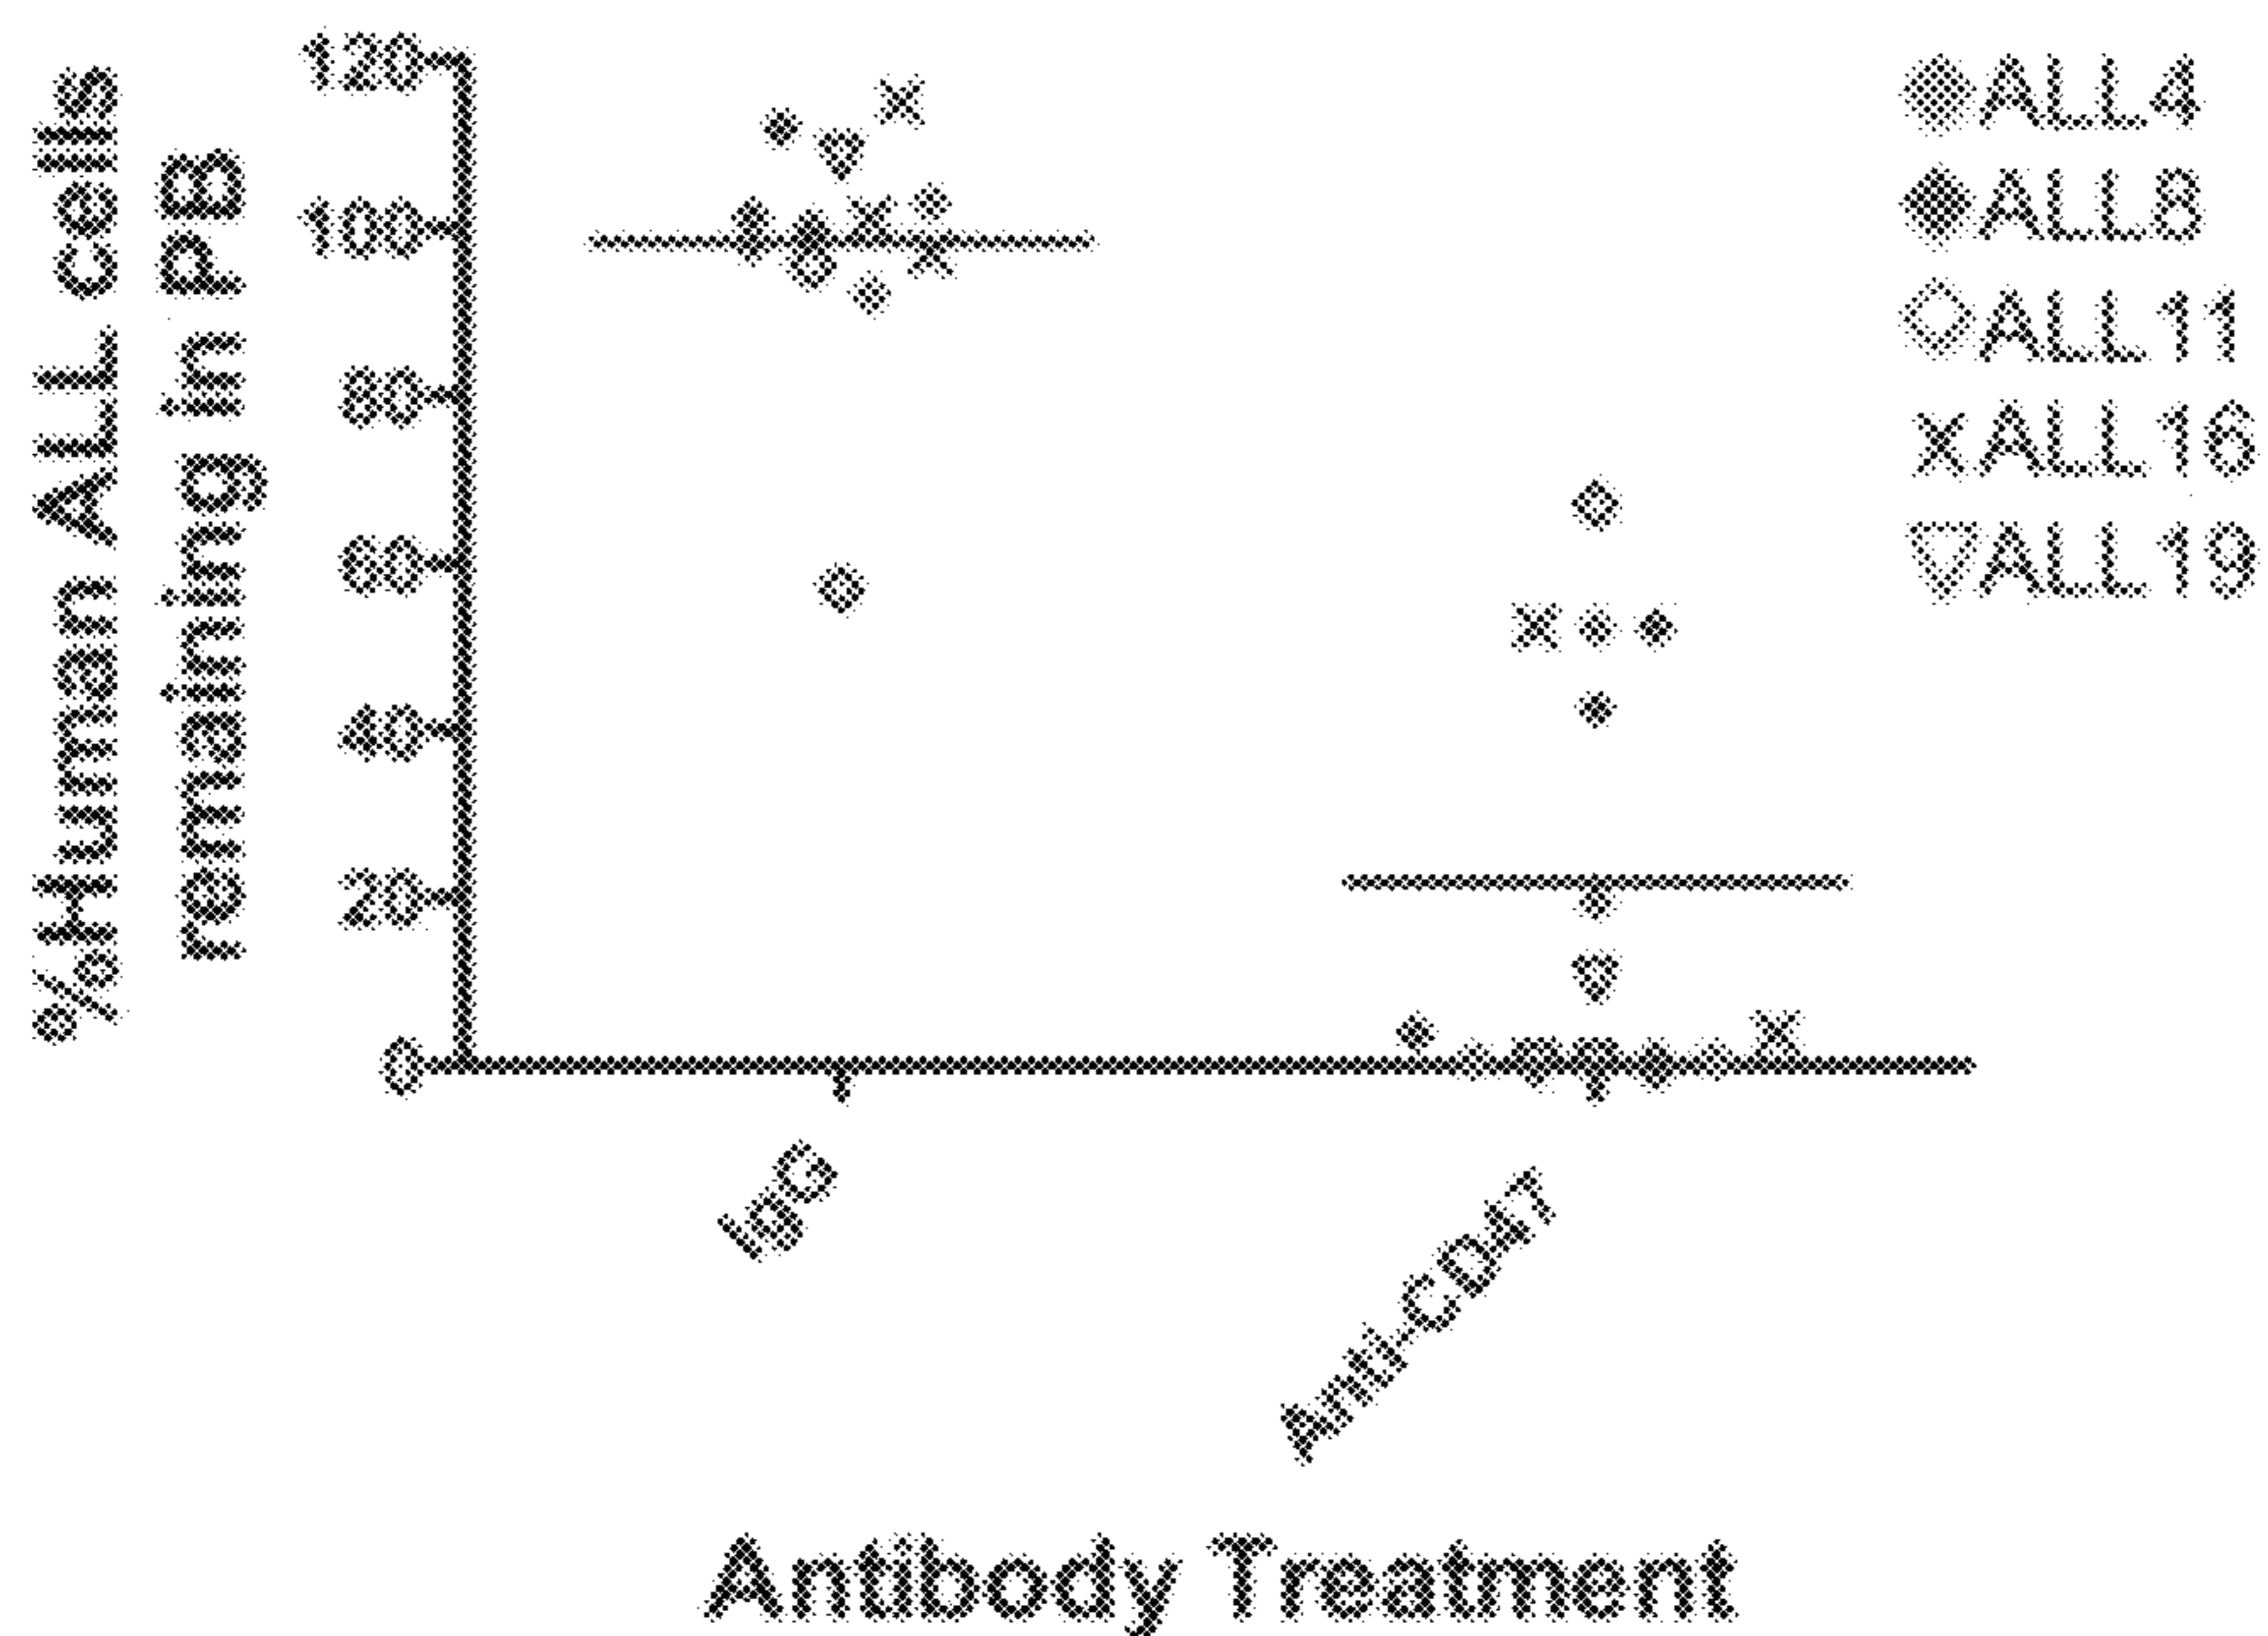 %Human ALL cells
remaining in PB
120
100
80
60
40
20
0
IgG
Anti-CD47
Antibody Treatment
ALL4
ALL8
ALL11
ALL16
ALL19